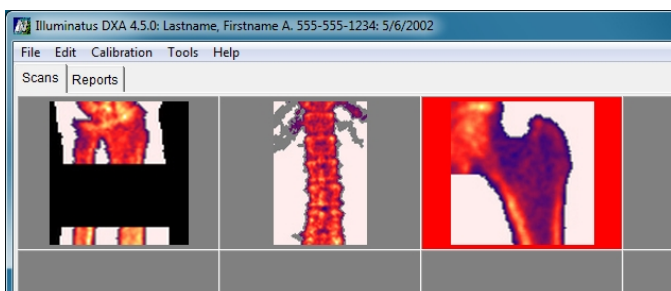 Illuminatus DXA 4.5.0: Lastname, Firstname A. 555-555-1234: 5/6/2002
File Edit Calibration Tools Help
Scans Reports